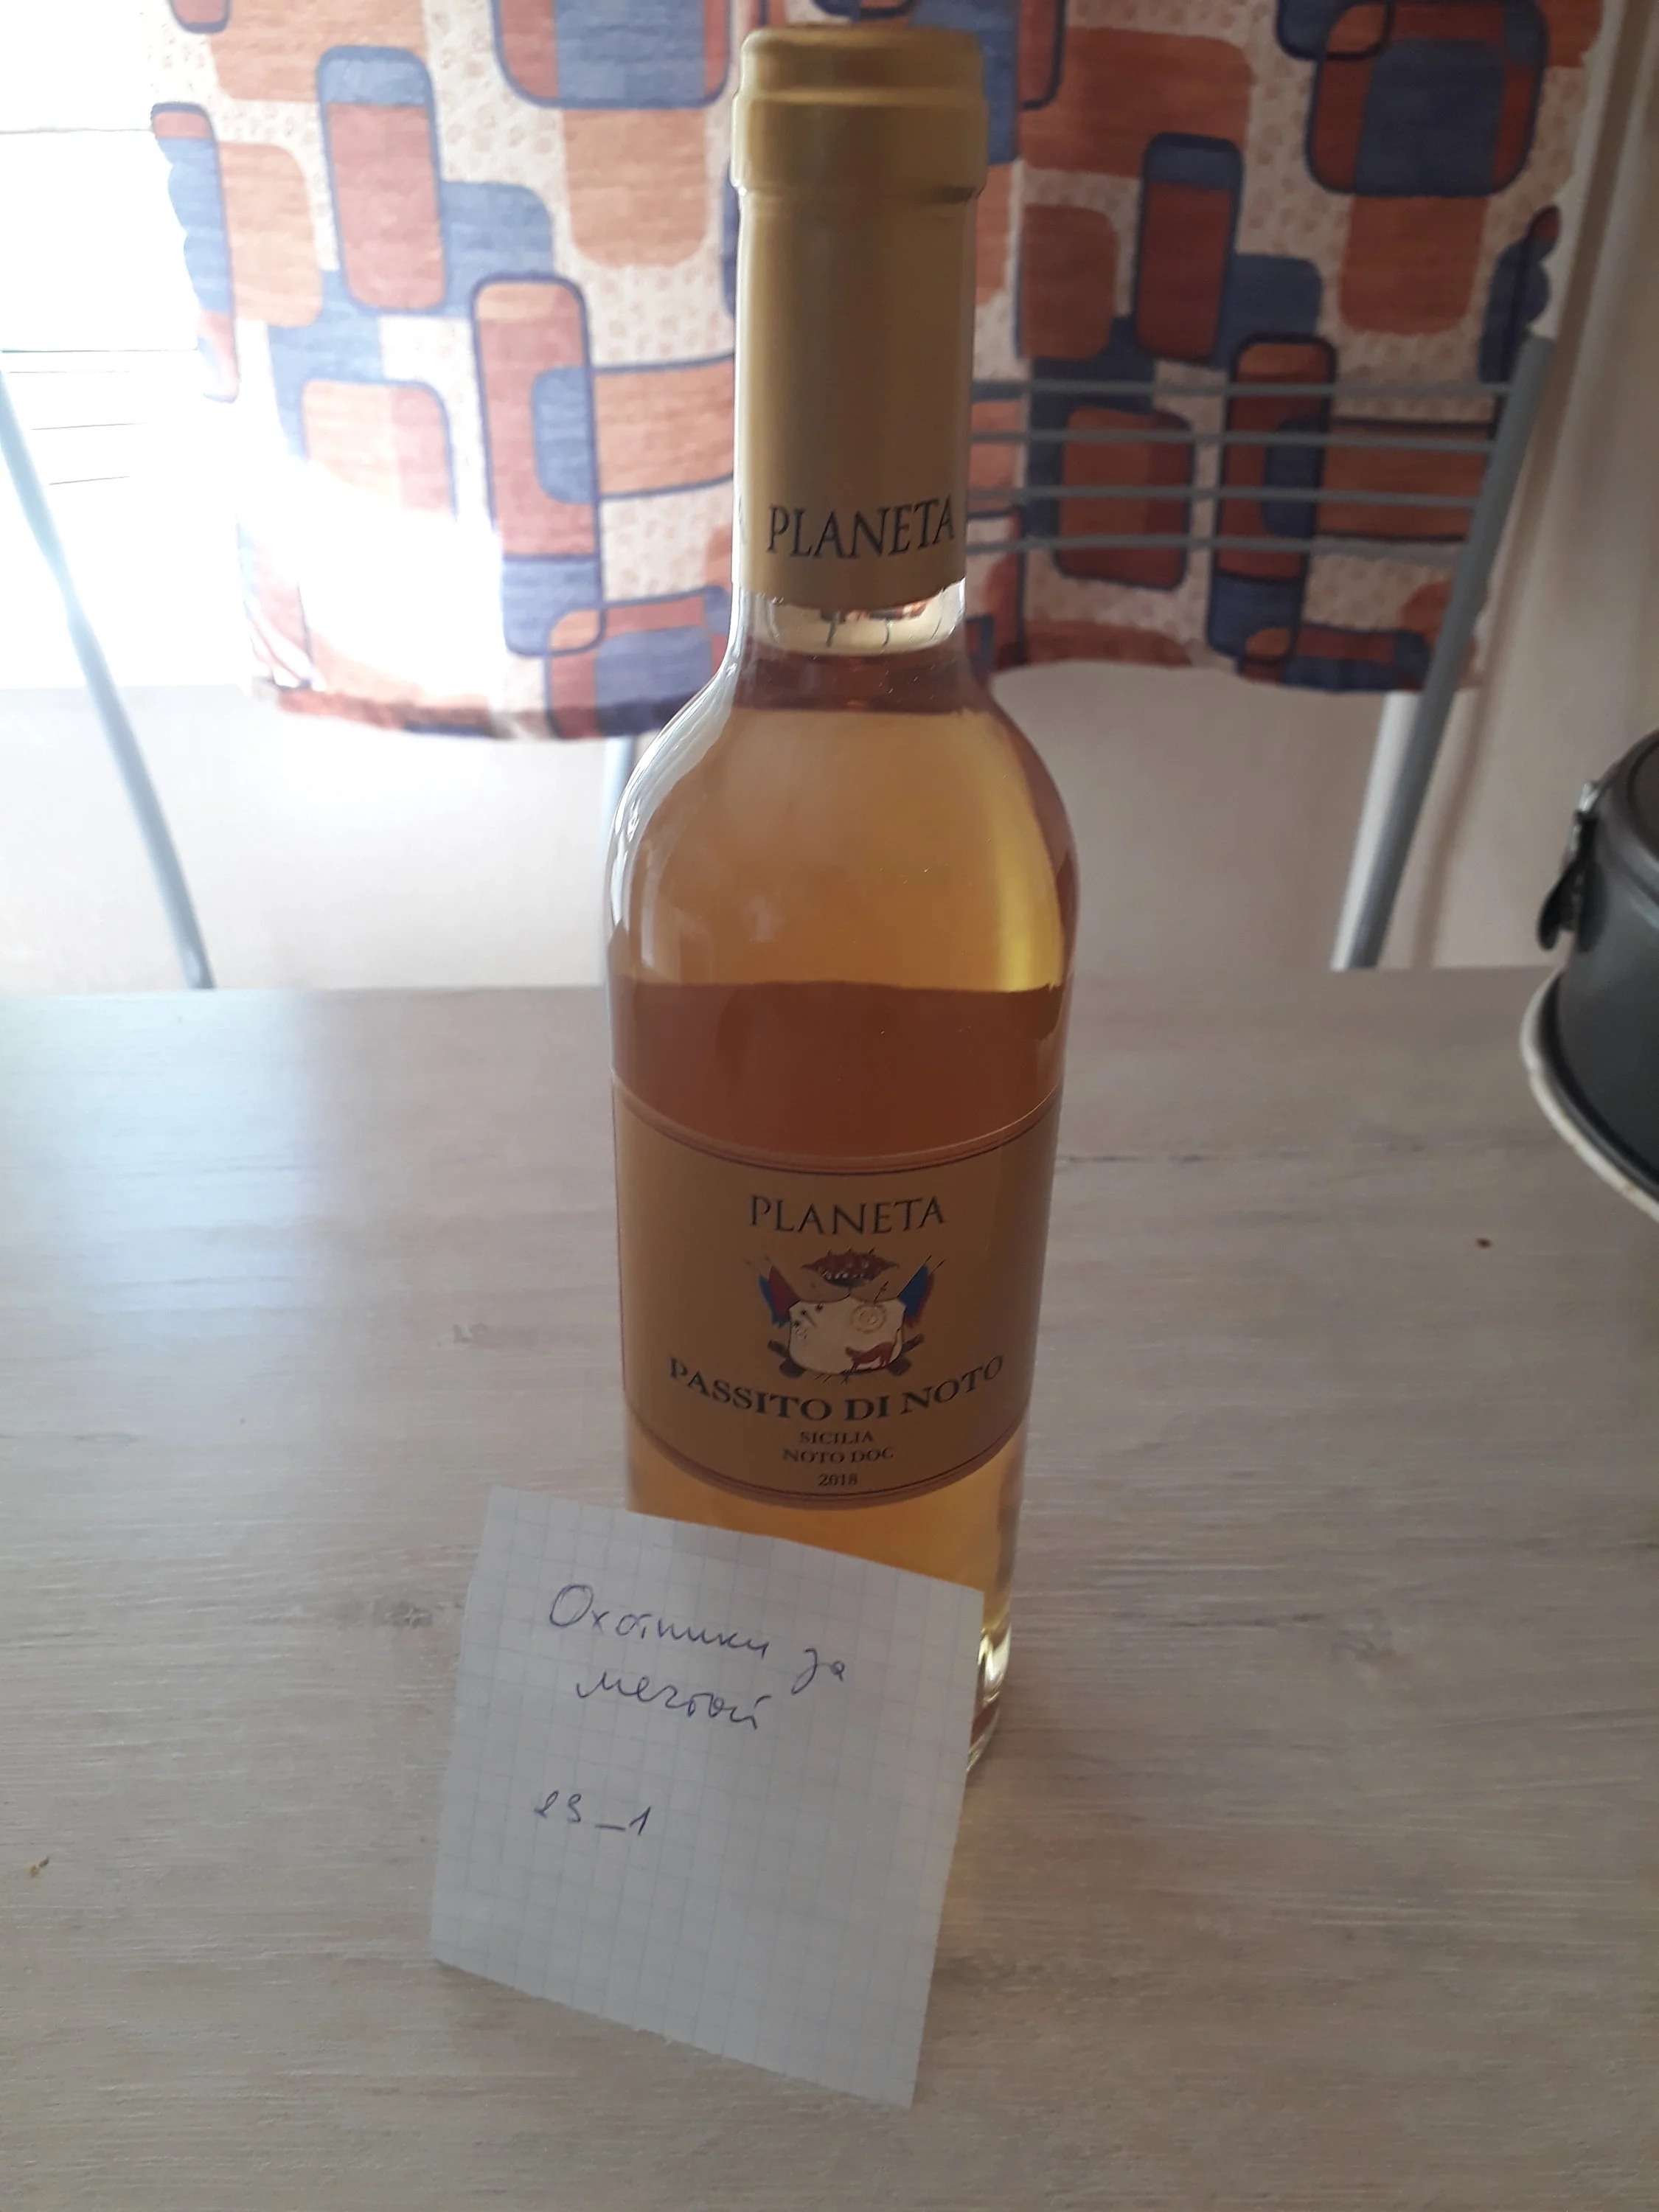 PLANETA
PLANETA
PASSITO DI NOTO
SICILIA
NOTO DOC
2018
Охотники за
мечтой
23_1